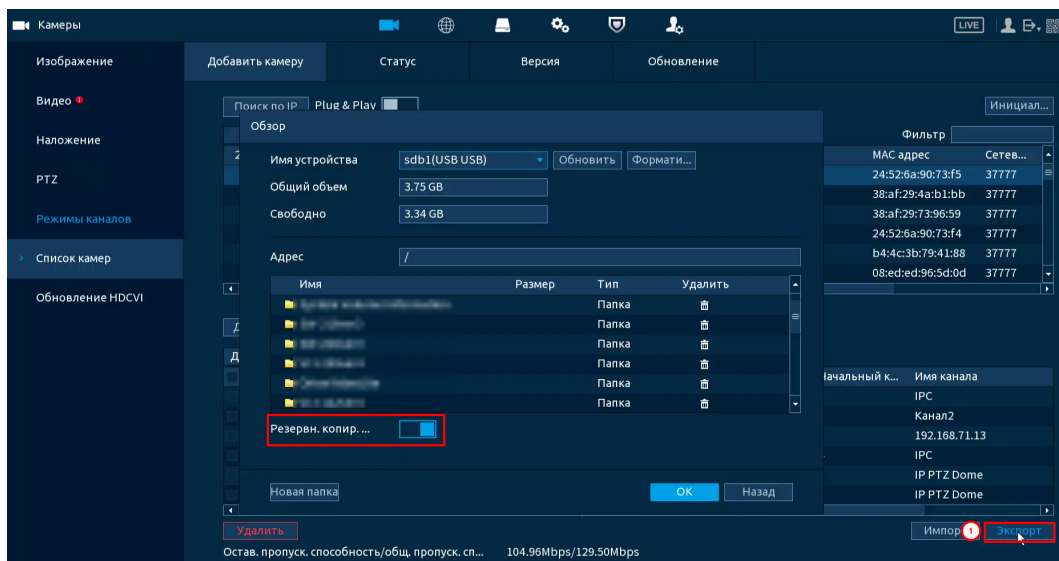 Камеры
LIVE
Изображение
Видео
1
Наложение
PTZ
Режимы каналов
Список камер
Обновление HDCVI
Добавить камеру Статус Версия Обновление
Поиск по IP Plug & Play Инициал...
Фильтр
MAC адрес Сетев...
24:52:6a:90:73:f5 37777
38:af:29:4a:b1:bb 37777
38:af:29:73:96:59 37777
24:52:6a:90:73:f4 37777
b4:4c:3b:79:41:88 37777
08:ed:ed:96:5d:0d 37777
Обзор
Имя устройства sdb1(USB USB) Обновить Формати...
Общий объем 3.75 GB
Свободно 3.34 GB
Адрес /
Имя Размер Тип Удалить
Папка
Папка
Папка
Папка
Папка
Папка
Резервн. копир. ...
Новая папка OK Назад
Имя канала
IPC
Канал2
192.168.71.13
IPC
IP PTZ Dome
IP PTZ Dome
Удалить 1 Экспорт
Остав. пропуск. способность/общ. пропуск. сп... 104.96Mbps/129.50Mbps